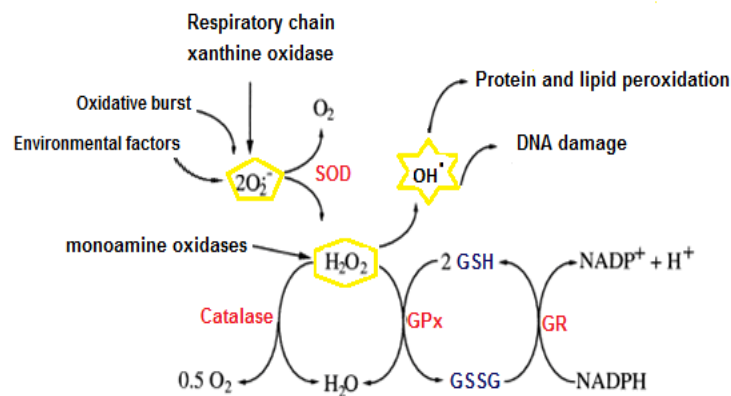 Respiratory chain
xanthine oxidase
Oxidative burst
Environmental factors
O₂
2O₂·⁻
SOD
OH·
Protein and lipid peroxidation
DNA damage
monoamine oxidases
H₂O₂
2 GSH
NADP⁺ + H⁺
Catalase
GPx
GR
0.5 O₂
H₂O
GSSG
NADPH